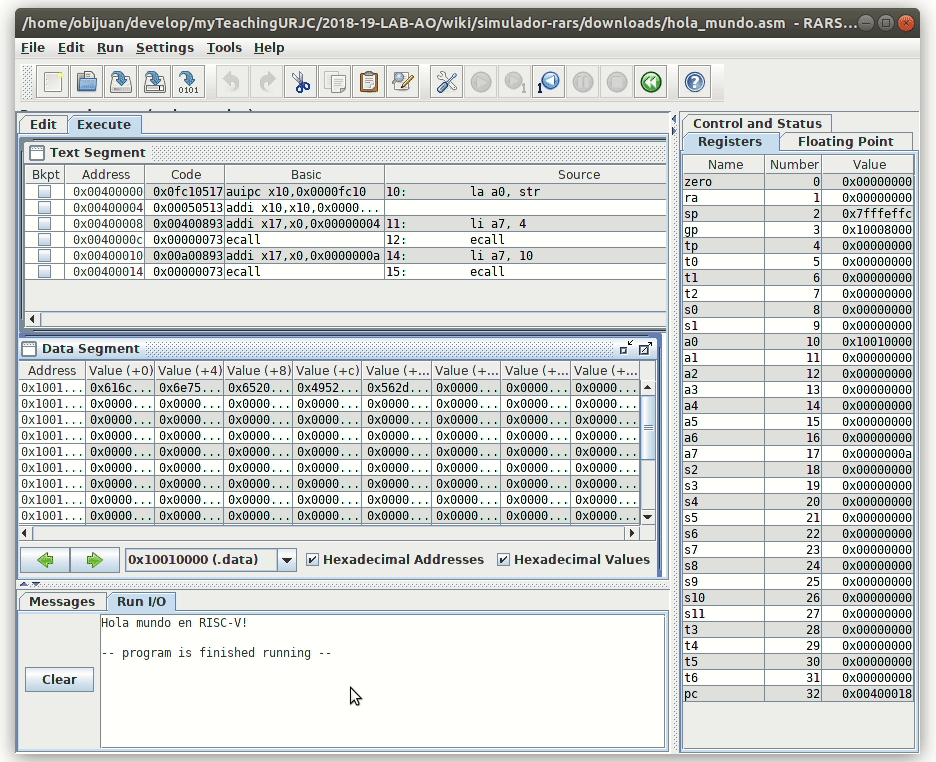 /home/obijuan/develop/myTeachingURJC/2018-19-LAB-AO/wiki/simulador-rars/downloads/hola_mundo.asm - RARS...
File Edit Run Settings Tools Help
0101
1
1
Edit Execute
Text Segment
Bkpt Address Code Basic Source
0x00400000 0x0fc10517 auipc x10,0x0000fc10 10: la a0, str
0x00400004 0x00050513 addi x10,x10,0x0000...
0x00400008 0x00400893 addi x17,x0,0x00000004 11: li a7, 4
0x0040000c 0x00000073 ecall 12: ecall
0x00400010 0x00a00893 addi x17,x0,0x0000000a 14: li a7, 10
0x00400014 0x00000073 ecall 15: ecall
Data Segment
Address Value (+0) Value (+4) Value (+8) Value (+c) Value (+... Value (+... Value (+... Value (+...
0x1001... 0x616c... 0x6e75... 0x6520... 0x4952... 0x562d... 0x0000... 0x0000... 0x0000...
0x1001... 0x0000... 0x0000... 0x0000... 0x0000... 0x0000... 0x0000... 0x0000... 0x0000...
0x1001... 0x0000... 0x0000... 0x0000... 0x0000... 0x0000... 0x0000... 0x0000... 0x0000...
0x1001... 0x0000... 0x0000... 0x0000... 0x0000... 0x0000... 0x0000... 0x0000... 0x0000...
0x1001... 0x0000... 0x0000... 0x0000... 0x0000... 0x0000... 0x0000... 0x0000... 0x0000...
0x1001... 0x0000... 0x0000... 0x0000... 0x0000... 0x0000... 0x0000... 0x0000... 0x0000...
0x1001... 0x0000... 0x0000... 0x0000... 0x0000... 0x0000... 0x0000... 0x0000... 0x0000...
0x1001... 0x0000... 0x0000... 0x0000... 0x0000... 0x0000... 0x0000... 0x0000... 0x0000...
0x1001... 0x0000... 0x0000... 0x0000... 0x0000... 0x0000... 0x0000... 0x0000... 0x0000...
0x10010000 (.data) Hexadecimal Addresses Hexadecimal Values
Messages Run I/O
Hola mundo en RISC-V!
-- program is finished running --
Clear
Control and Status
Registers Floating Point
Name Number Value
zero 0 0x00000000
ra 1 0x00000000
sp 2 0x7fffeffc
gp 3 0x10008000
tp 4 0x00000000
t0 5 0x00000000
t1 6 0x00000000
t2 7 0x00000000
s0 8 0x00000000
s1 9 0x00000000
a0 10 0x10010000
a1 11 0x00000000
a2 12 0x00000000
a3 13 0x00000000
a4 14 0x00000000
a5 15 0x00000000
a6 16 0x00000000
a7 17 0x0000000a
s2 18 0x00000000
s3 19 0x00000000
s4 20 0x00000000
s5 21 0x00000000
s6 22 0x00000000
s7 23 0x00000000
s8 24 0x00000000
s9 25 0x00000000
s10 26 0x00000000
s11 27 0x00000000
t3 28 0x00000000
t4 29 0x00000000
t5 30 0x00000000
t6 31 0x00000000
pc 32 0x00400018